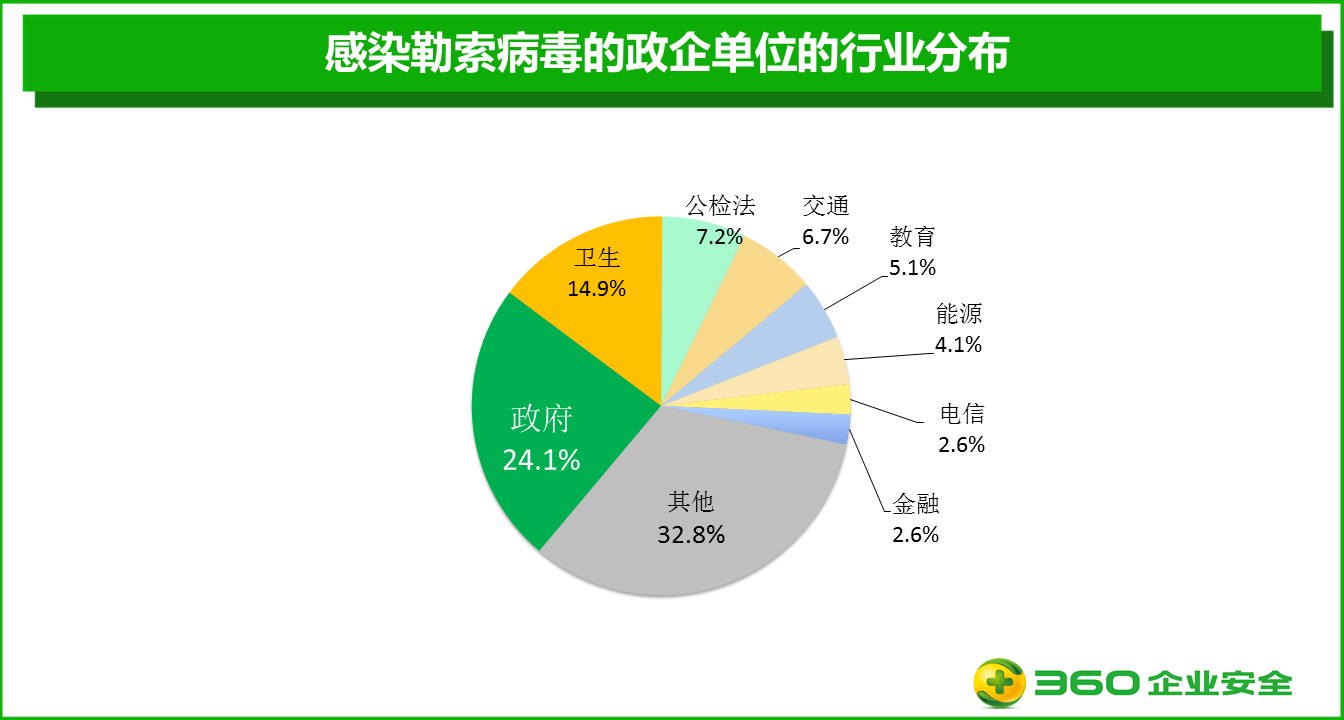 感染勒索病毒的政企单位的行业分布
公检法
7.2%
交通
6.7%
教育
5.1%
能源
4.1%
电信
2.6%
金融
2.6%
其他
32.8%
政府
24.1%
卫生
14.9%
360企业安全